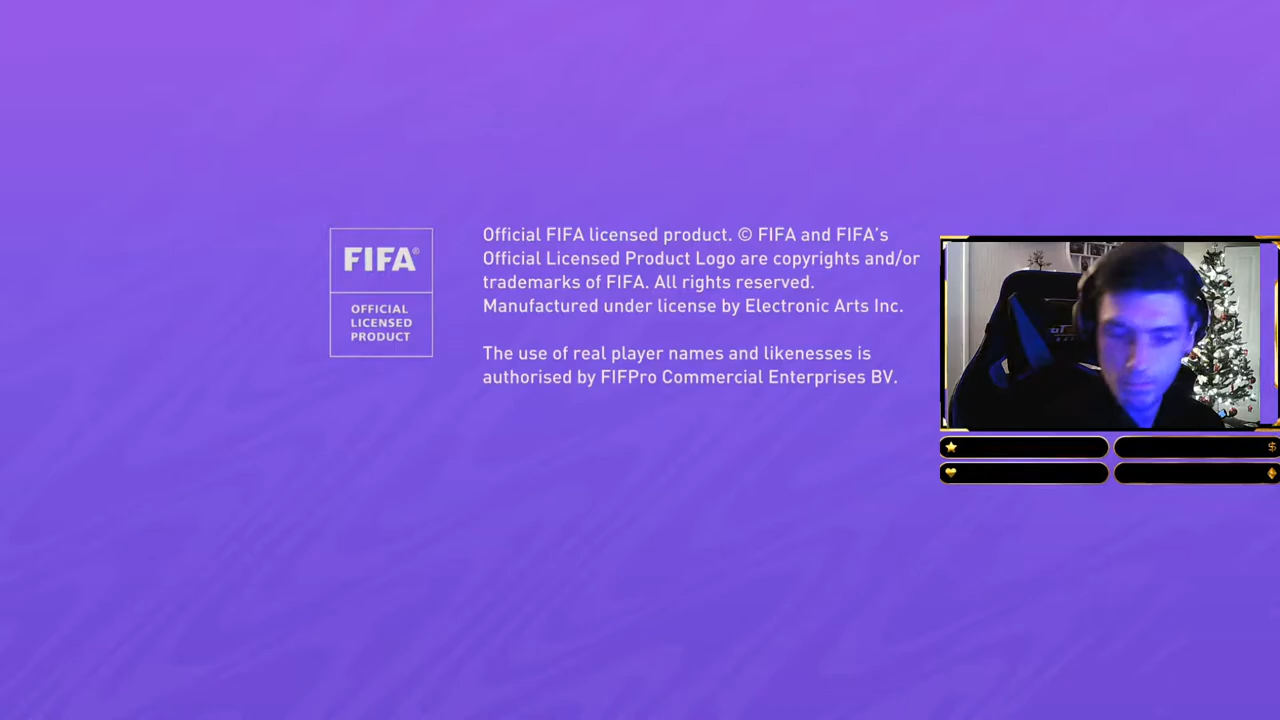 FIFA®
OFFICIAL
LICENSED
PRODUCT
Official FIFA licensed product. © FIFA and FIFA's
Official Licensed Product Logo are copyrights and/or
trademarks of FIFA. All rights reserved.
Manufactured under license by Electronic Arts Inc.
The use of real player names and likenesses is
authorised by FIFPro Commercial Enterprises BV.
$